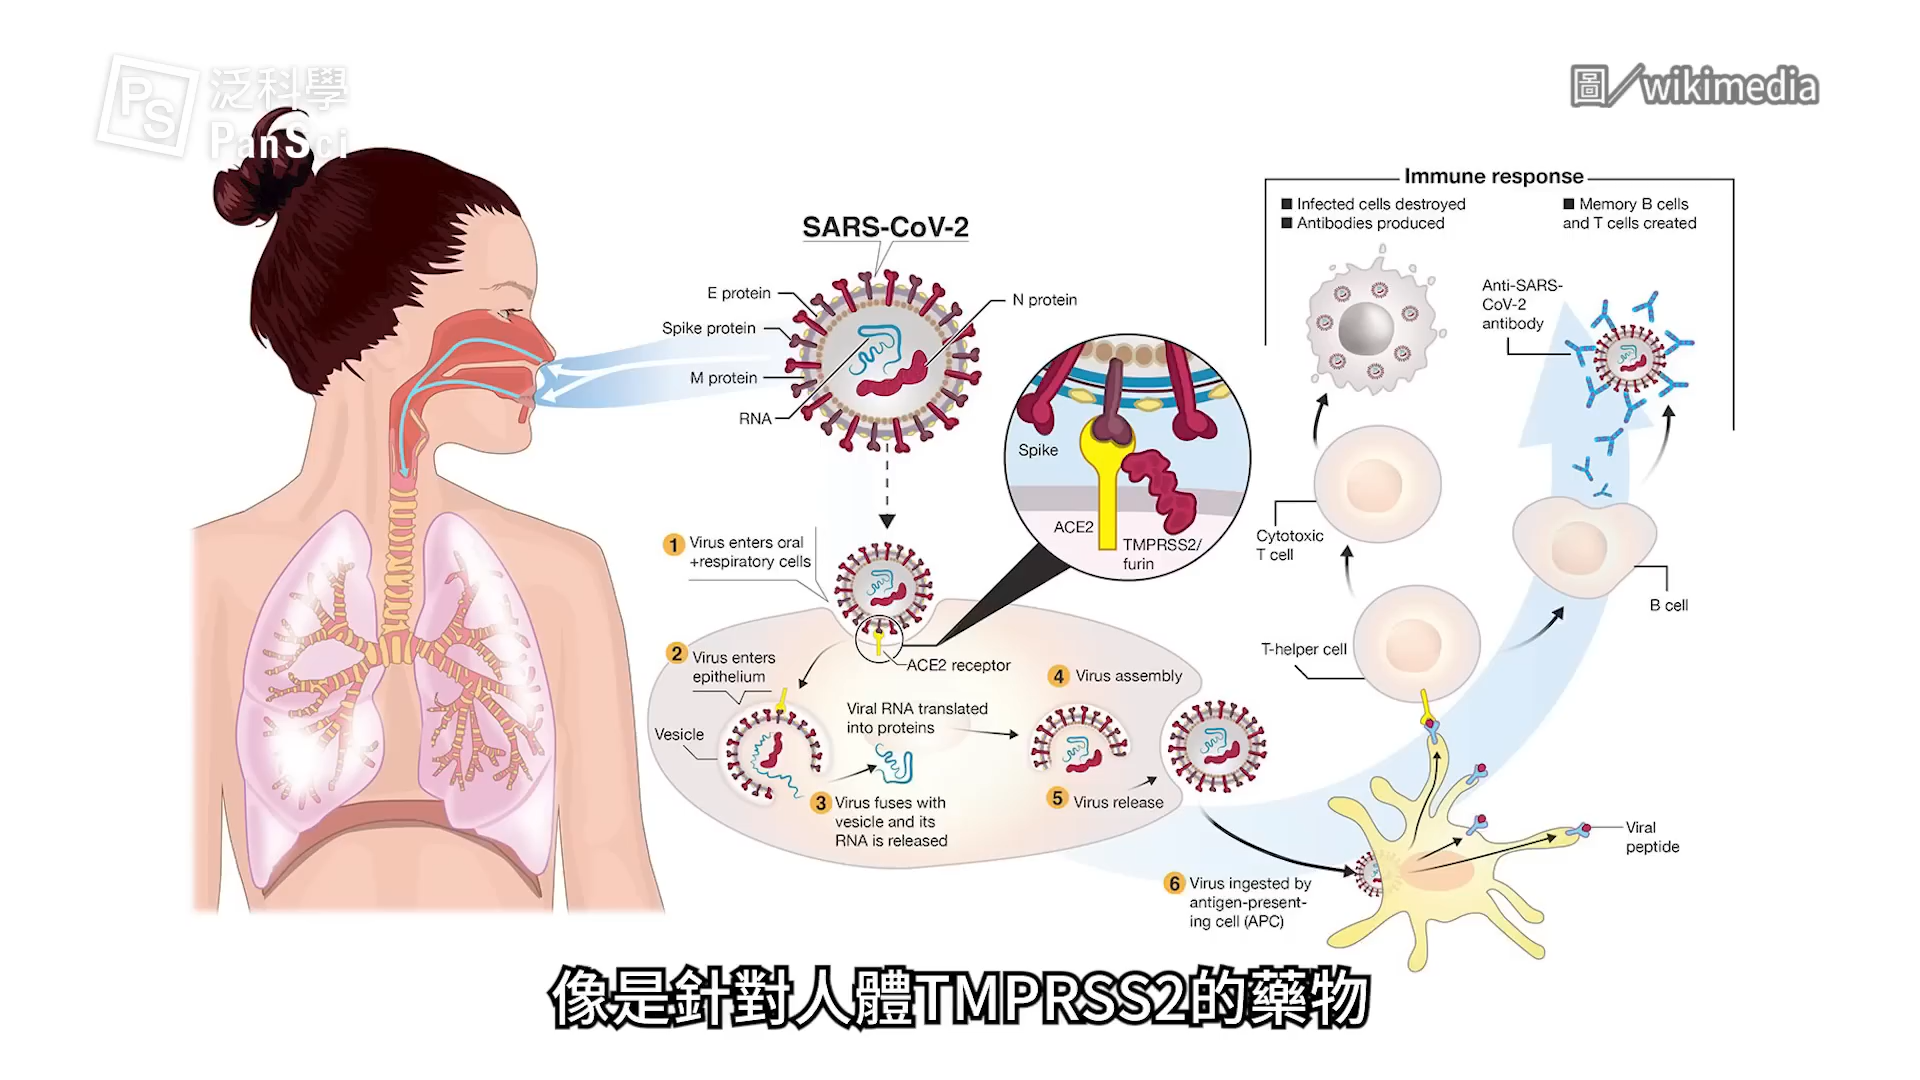 PS 泛科學
PanSci
圖／wikimedia
SARS-CoV-2
E protein
Spike protein
M protein
RNA
N protein
Spike
ACE2
TMPRSS2/
furin
1 Virus enters oral
+respiratory cells
ACE2 receptor
2 Virus enters
epithelium
Vesicle
Viral RNA translated
into proteins
3 Virus fuses with
vesicle and its
RNA is released
4 Virus assembly
5 Virus release
6 Virus ingested by
antigen-present-
ing cell (APC)
Immune response
Infected cells destroyed
Antibodies produced
Memory B cells
and T cells created
Anti-SARS-
CoV-2
antibody
Cytotoxic
T cell
B cell
T-helper cell
Viral
peptide
像是針對人體TMPRSS2的藥物